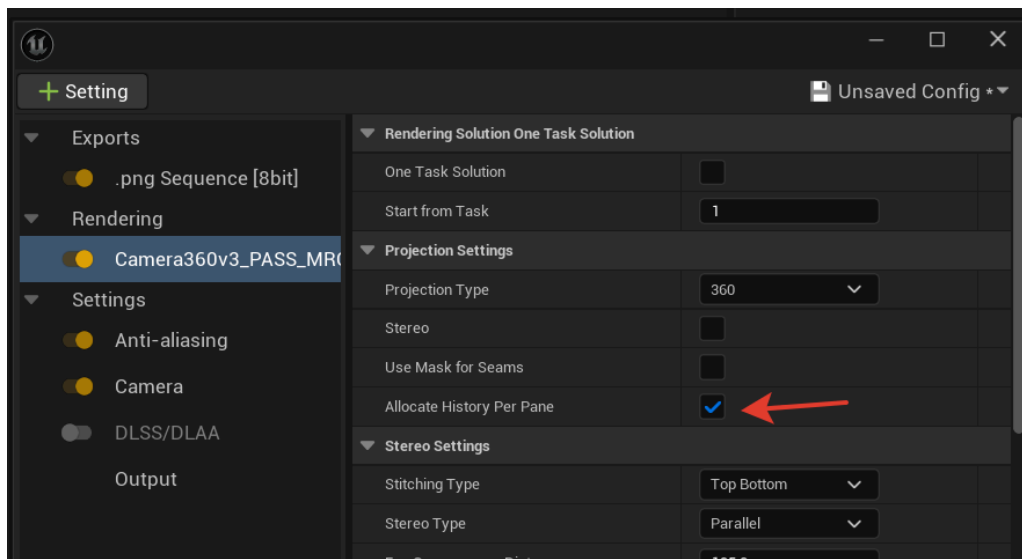 Setting
Unsaved Config *
Exports
.png Sequence [8bit]
Rendering
Camera360v3_PASS_MR
Settings
Anti-aliasing
Camera
DLSS/DLAA
Output
Rendering Solution One Task Solution
One Task Solution
Start from Task 1
Projection Settings
Projection Type 360
Stereo
Use Mask for Seams
Allocate History Per Pane
Stereo Settings
Stitching Type Top Bottom
Stereo Type Parallel